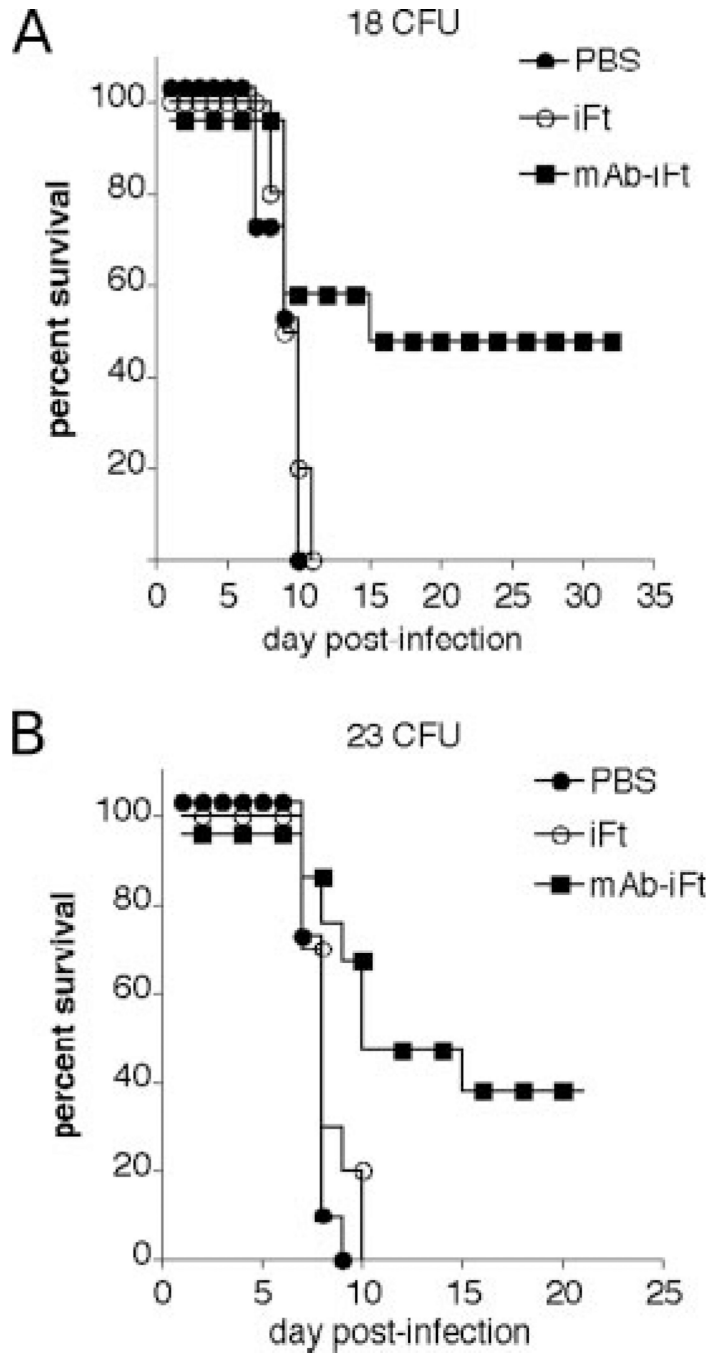 A
18 CFU
PBS
iFt
mAb-iFt
percent survival
100
80
60
40
20
0 5 10 15 20 25 30 35
day post-infection
B
23 CFU
PBS
iFt
mAb-iFt
percent survival
100
80
60
40
20
0
0 5 10 15 20 25
day post-infection